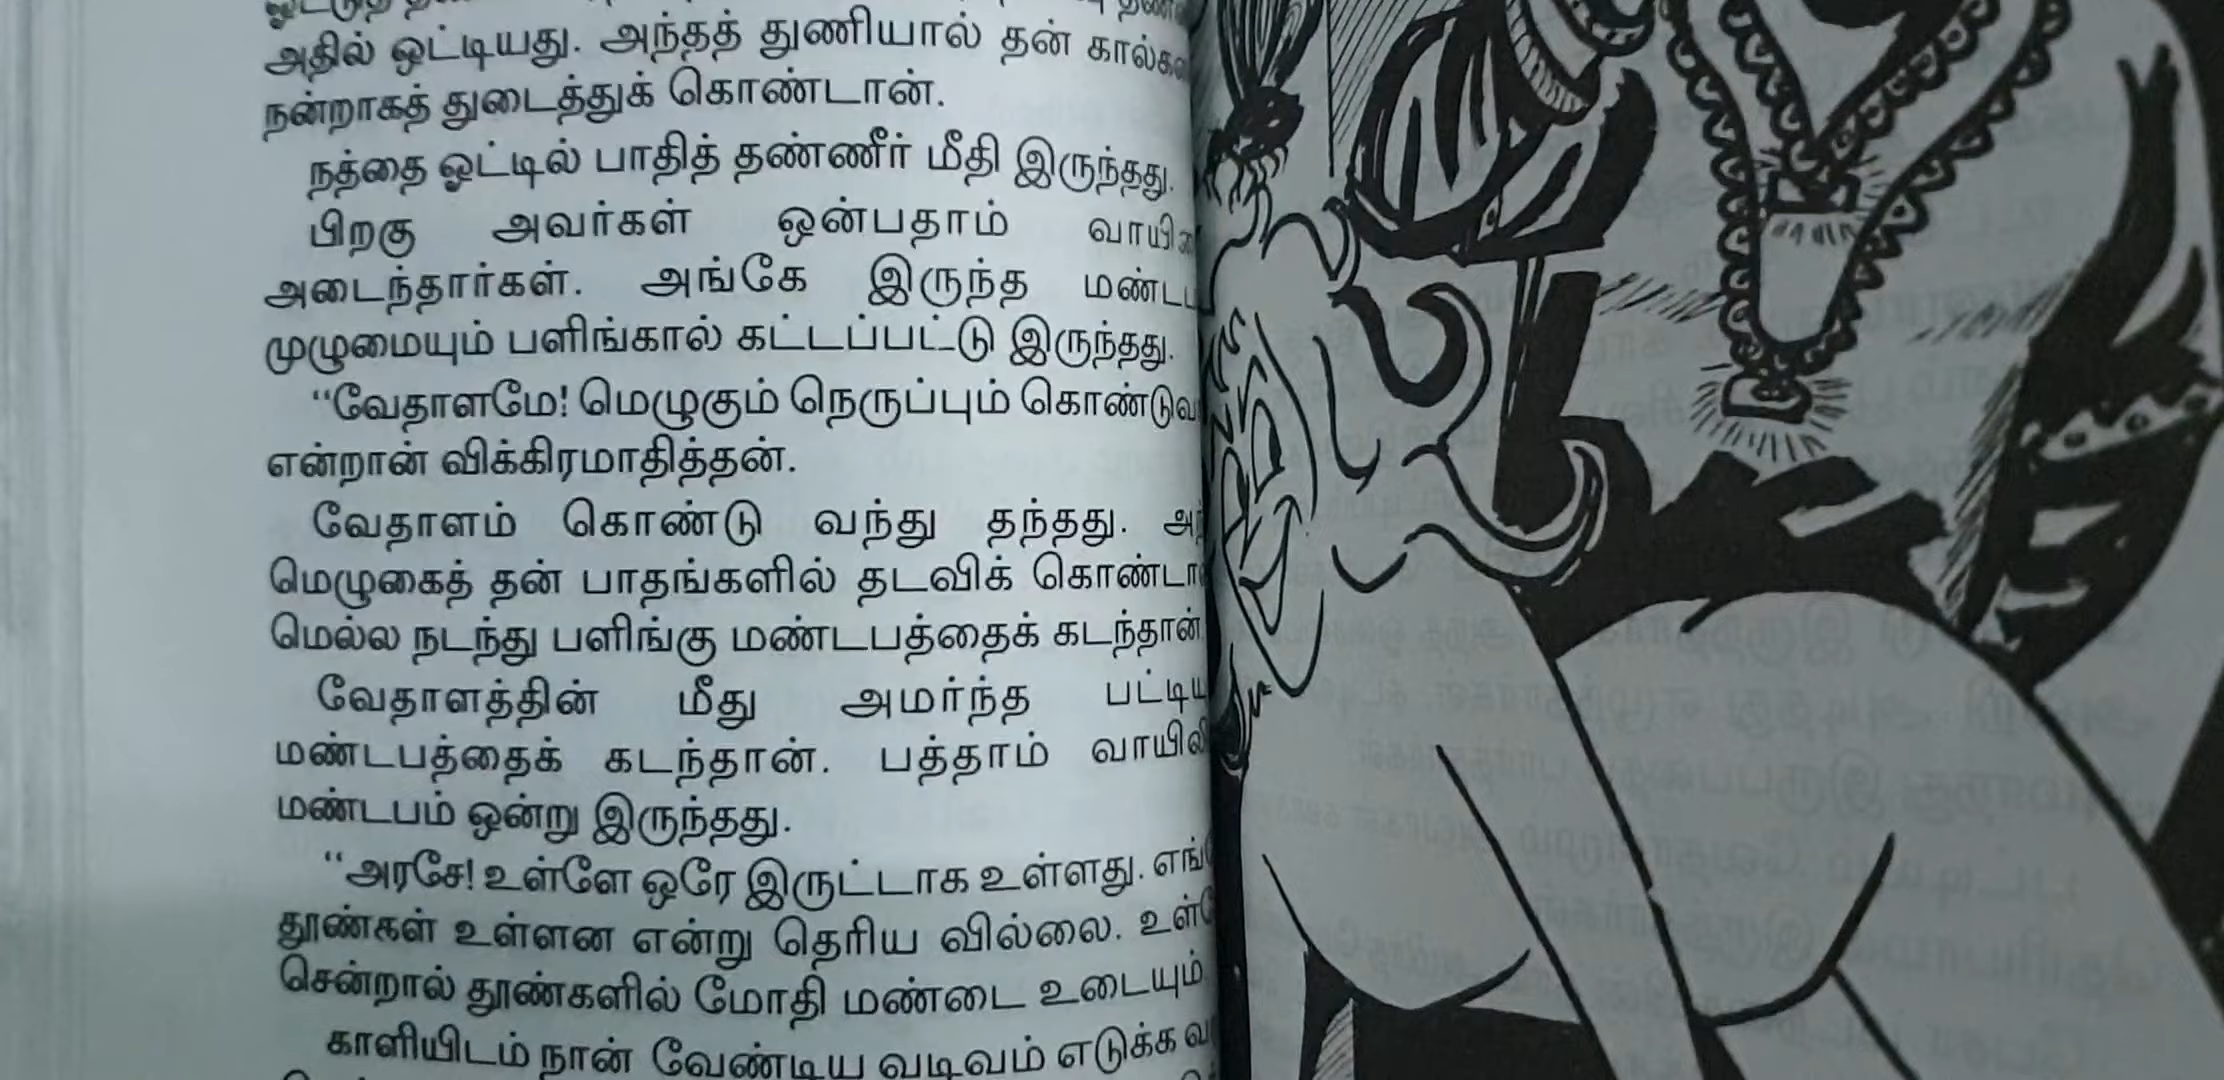 அதில் ஒட்டியது. அந்தத் துணியால் தன்
நன்றாகத் துடைத்துக் கொண்டான்.
நத்தை ஓட்டில் பாதித் தண்ணீர் மீதி இருந்தது.
பிறகு அவர்கள் ஒன்பதாம்
அடைந்தார்கள். அங்கே இருந்த
முழுமையும் பளிங்கால் கட்டப்பட்டு இருந்தது.
“வேதாளமே! மெழுகும் நெருப்பும்
என்றான் விக்கிரமாதித்தன்.
வேதாளம் கொண்டு வந்து தந்தது.
மெழுகைத் தன் பாதங்களில் தடவிக்
மெல்ல நடந்து பளிங்கு மண்டபத்தைக் கடந்தான்
வேதாளத்தின் மீது அமர்ந்த
மண்டபத்தைக் கடந்தான். பத்தாம்
மண்டபம் ஒன்று இருந்தது.
“அரசே! உள்ளே ஒரே இருட்டாக உள்ளது.
தூண்கள் உள்ளன என்று தெரிய வில்லை.
சென்றால் தூண்களில் மோதி மண்டை உடையும்
காளியிடம் நான் வேண்டிய வடிவம் எடுக்க